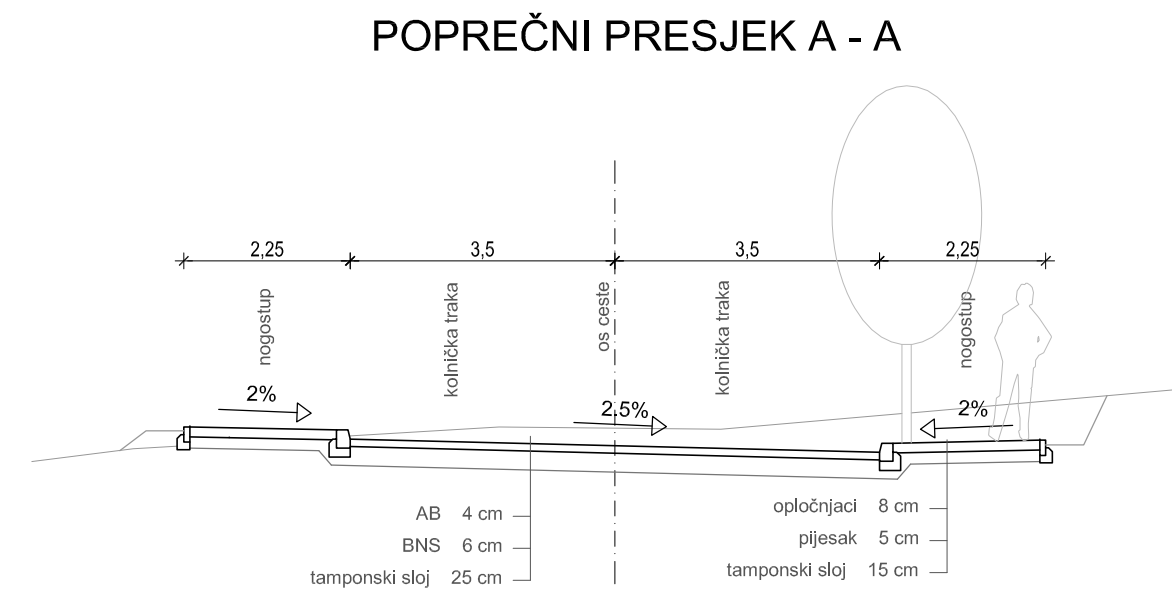 POPREČNI PRESJEK A - A
2,25
3,5
3,5
2,25
nogostup
kolnička traka
os ceste
kolnička traka
nogostup
2%
2.5%
2%
AB 4 cm
BNS 6 cm
tamponski sloj 25 cm
opločnjaci 8 cm
pijesak 5 cm
tamponski sloj 15 cm